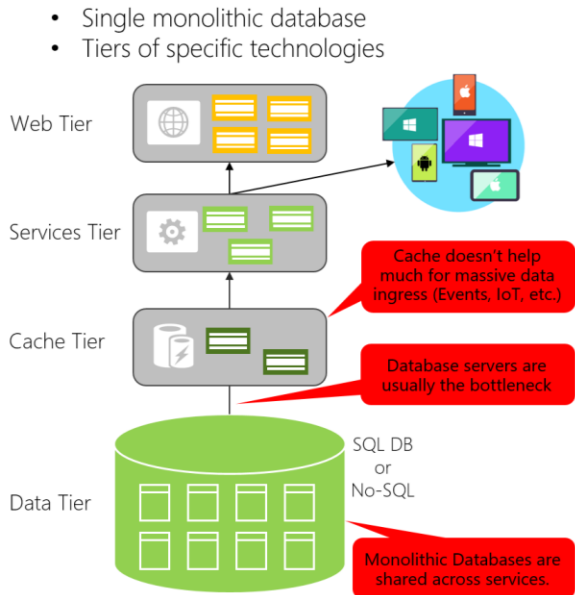 • Single monolithic database
• Tiers of specific technologies
Web Tier
Services Tier
Cache doesn't help
much for massive data
ingress (Events, IoT, etc.)
Cache Tier
Database servers are
usually the bottleneck
SQL DB
or
No-SQL
Data Tier
Monolithic Databases are
shared across services.